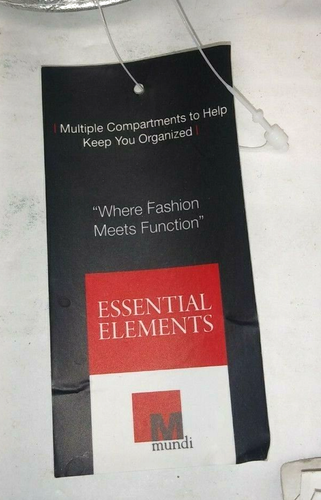 | Multiple Compartments to Help
Keep You Organized |
"Where Fashion
Meets Function"
ESSENTIAL
ELEMENTS
M
mundi